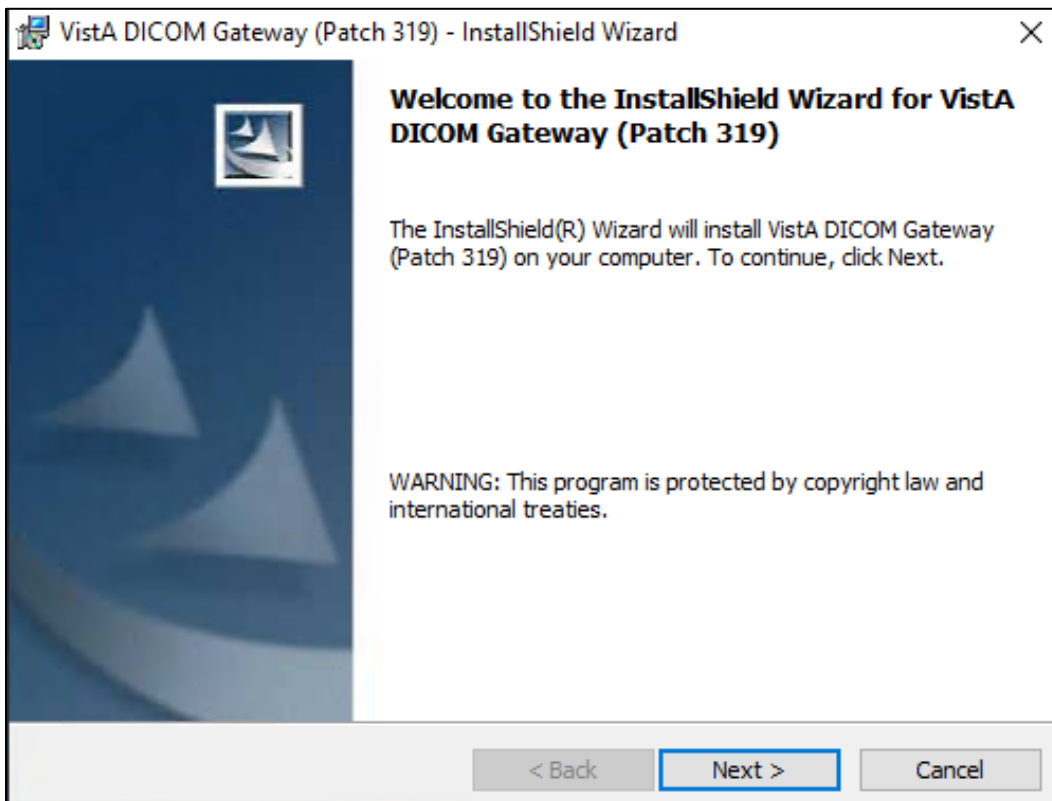 VistA DICOM Gateway (Patch 319) - InstallShield Wizard
Welcome to the InstallShield Wizard for VistA
DICOM Gateway (Patch 319)
The InstallShield(R) Wizard will install VistA DICOM Gateway
(Patch 319) on your computer. To continue, click Next.
WARNING: This program is protected by copyright law and
international treaties.
< Back
Next >
Cancel